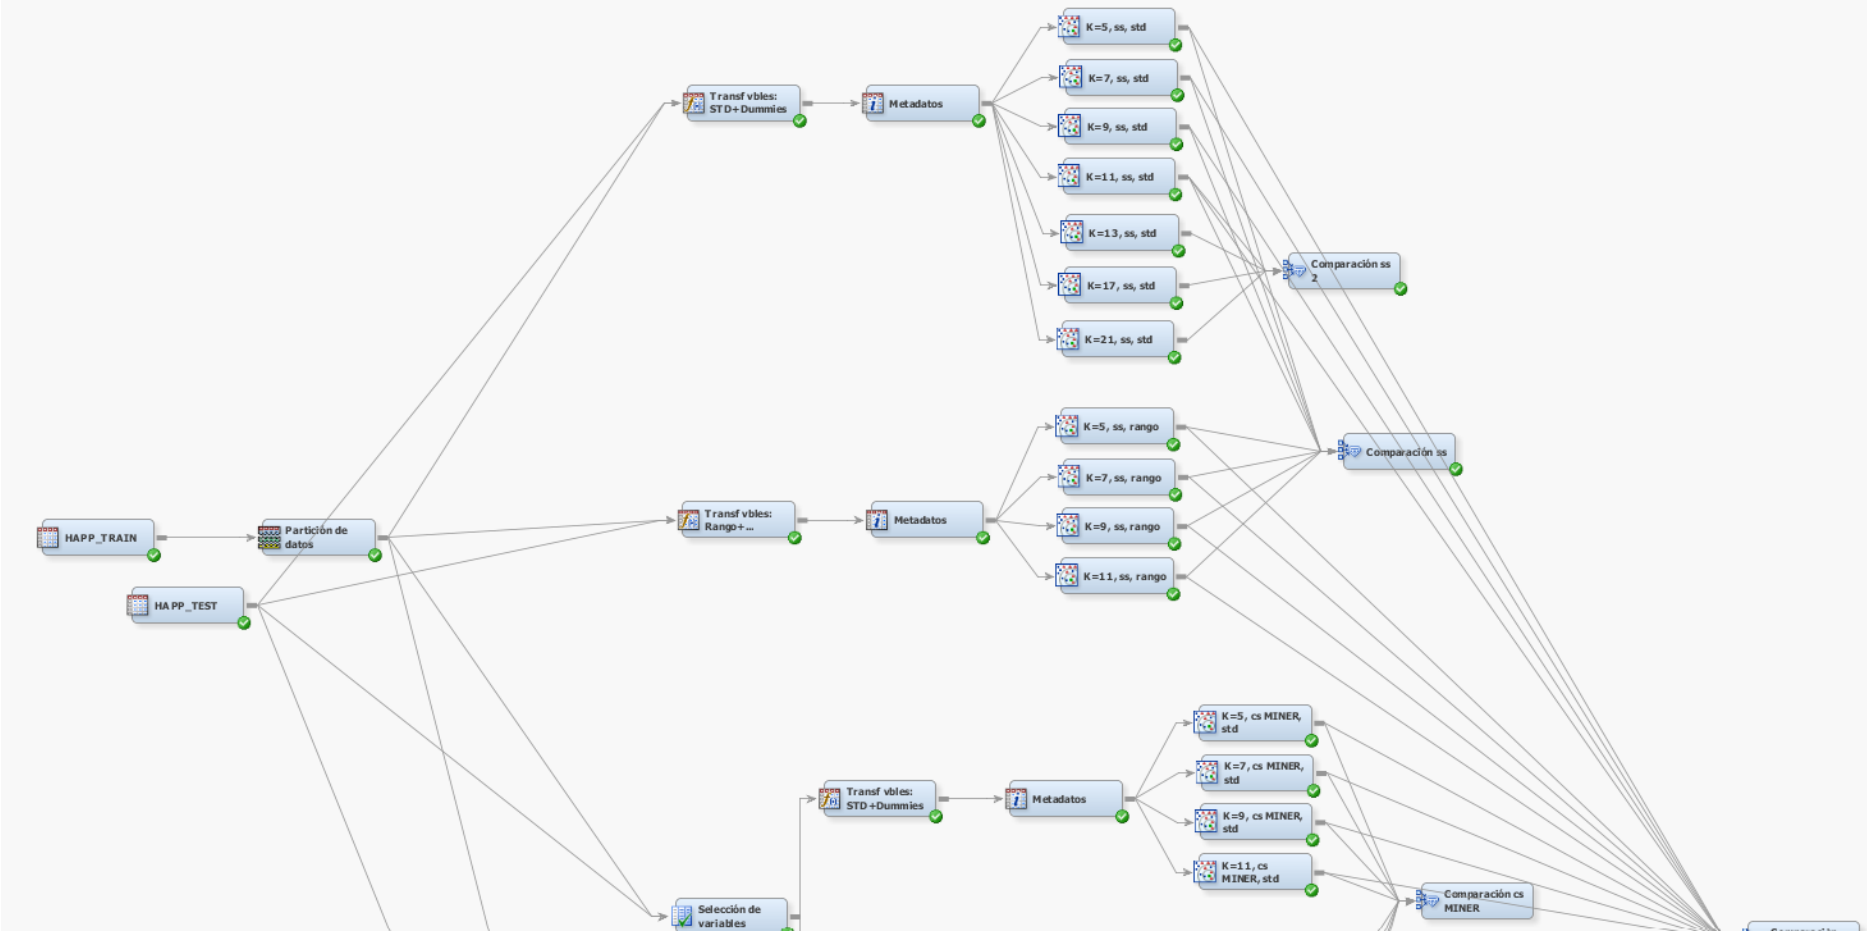 K=5, ss, std
K=7, ss, std
Transf vbles:
STD+Dummies
Metadatos
K=9, ss, std
K=11, ss, std
K=13, ss, std
Comparación ss
2
K=17, ss, std
K=21, ss, std
K=5, ss, rango
Comparación ss
K=7, ss, rango
Transf vbles:
Rango+...
Metadatos
K=9, ss, rango
HAPP_TRAIN
Partición de
datos
K=11, ss, rango
HAPP_TEST
K=5, cs MINER,
std
K=7, cs MINER,
std
Transf vbles:
STD+Dummies
Metadatos
K=9, cs MINER,
std
K=11, cs
MINER, std
Comparación cs
MINER
Selección de
variables